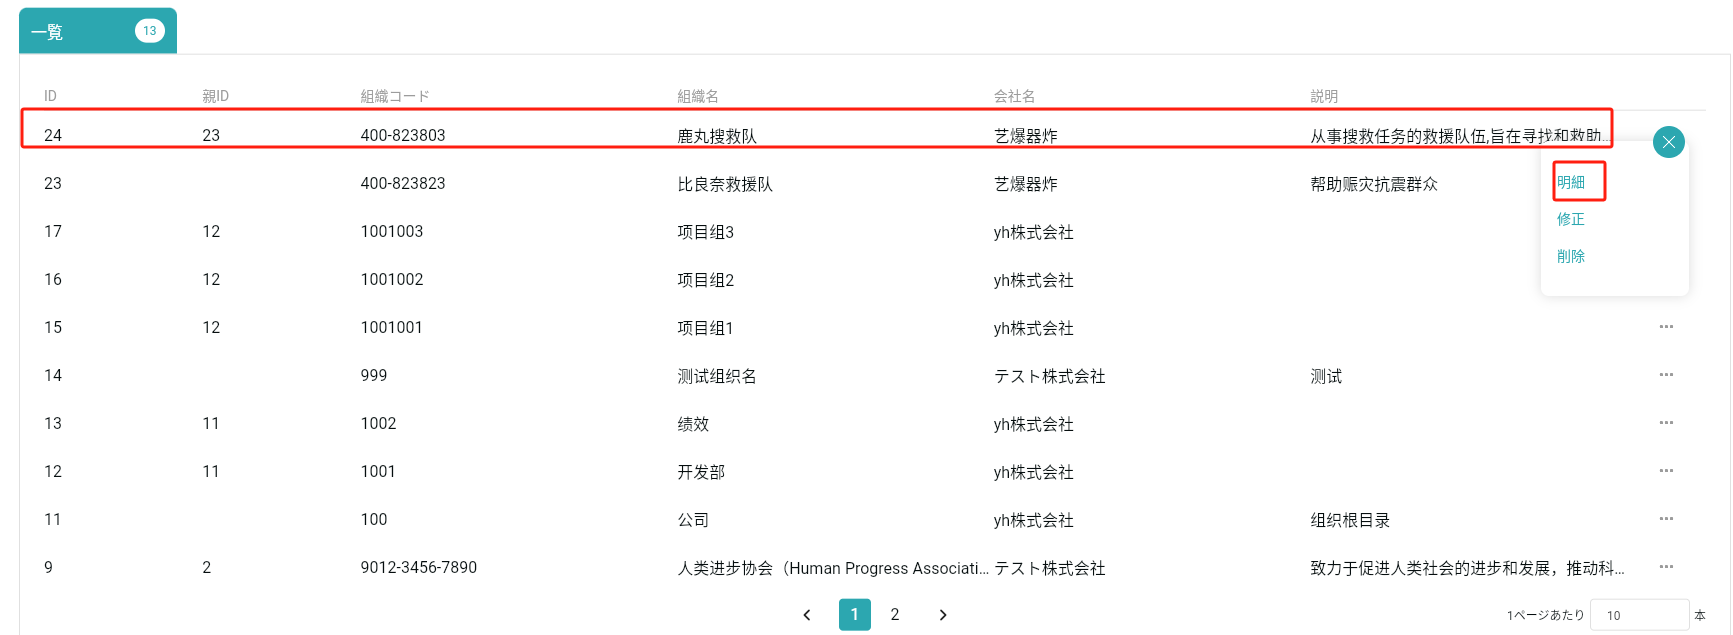 一覧 13
ID 親ID 組織コード 組織名 会社名 説明
24 23 400-823803 鹿丸搜救队 艺爆器炸 从事搜救任务的救援队伍,旨在寻找和救助...
23 400-823823 比良奈救援队 艺爆器炸 帮助赈灾抗震群众
明細
修正
削除
17 12 1001003 项目组3 yh株式会社
16 12 1001002 项目组2 yh株式会社
15 12 1001001 项目组1 yh株式会社
14 999 测试组织名 テスト株式会社 测试
13 11 1002 绩效 yh株式会社
12 11 1001 开发部 yh株式会社
11 100 公司 yh株式会社 组织根目录
9 2 9012-3456-7890 人类进步协会（Human Progress Associati... テスト株式会社 致力于促进人类社会的进步和发展，推动科...
1 2 1ページあたり 10 本